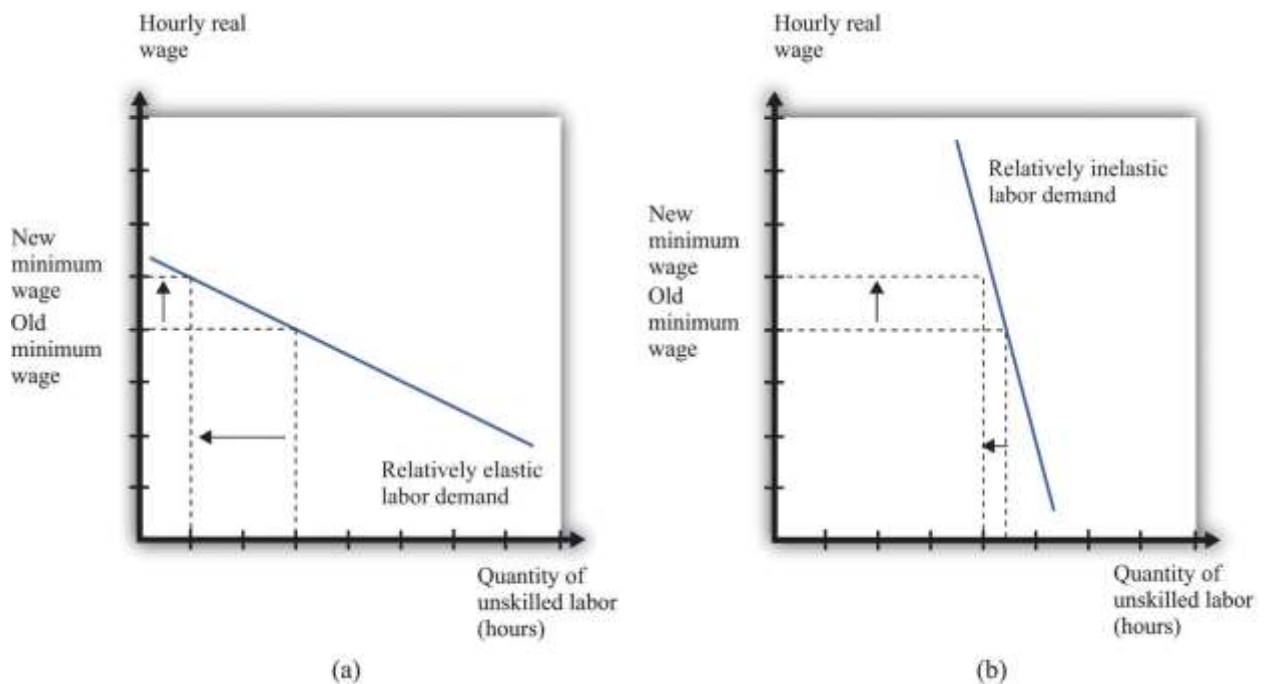 Hourly real
wage
New
minimum
wage
Old
minimum
wage
Relatively elastic
labor demand
Quantity of
unskilled labor
(hours)
(a)
Hourly real
wage
Relatively inelastic
labor demand
New
minimum
wage
Old
minimum
wage
Quantity of
unskilled labor
(hours)
(b)